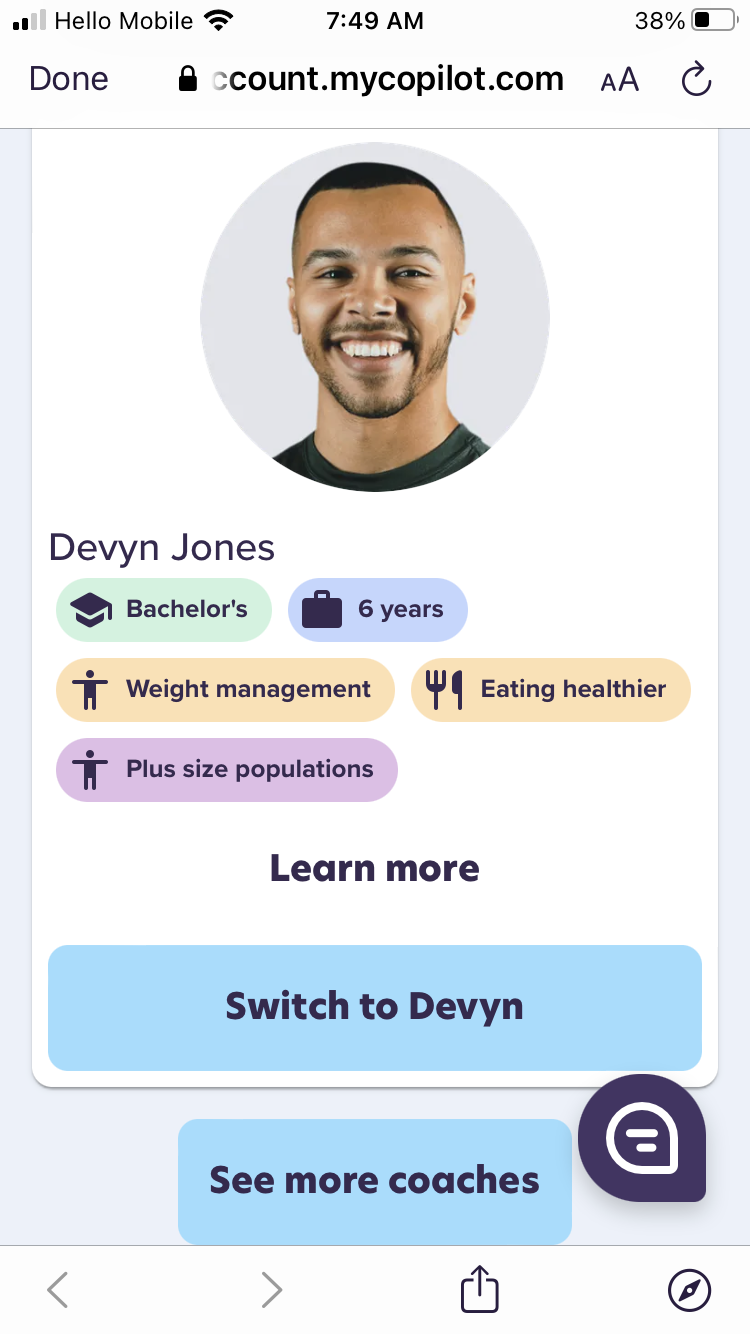 Hello Mobile 7:49 AM 38%
Done ccount.mycopilot.com AA
Devyn Jones
Bachelor's 6 years
Weight management Eating healthier
Plus size populations
Learn more
Switch to Devyn
See more coaches